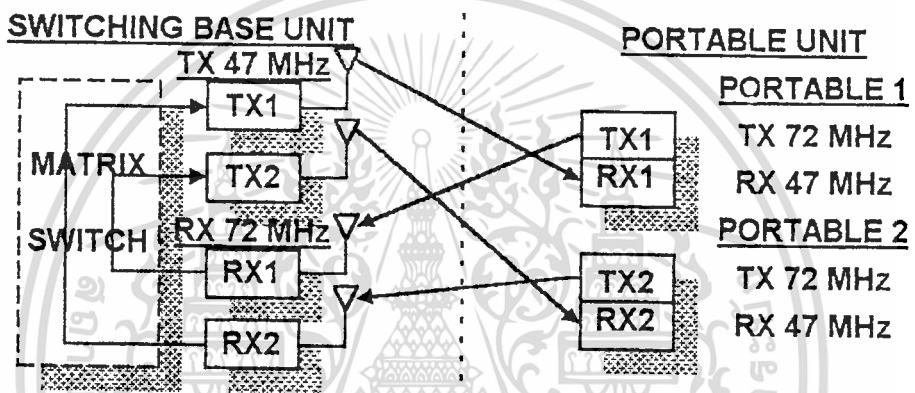 SWITCHING BASE UNIT
TX 47 MHz
TX1
MATRIX
TX2
SWITCH
RX 72 MHz
RX1
RX2
PORTABLE UNIT
PORTABLE 1
TX1
TX 72 MHz
RX1
RX 47 MHz
PORTABLE 2
TX2
TX 72 MHz
RX2
RX 47 MHz